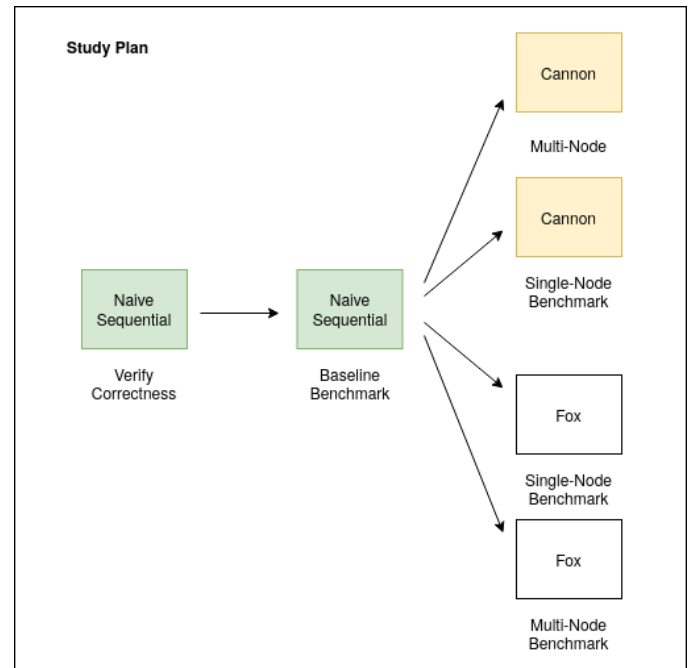 Study Plan
Cannon
Multi-Node
Cannon
Single-Node
Benchmark
Naive
Sequential
Verify
Correctness
Naive
Sequential
Baseline
Benchmark
Fox
Single-Node
Benchmark
Fox
Multi-Node
Benchmark